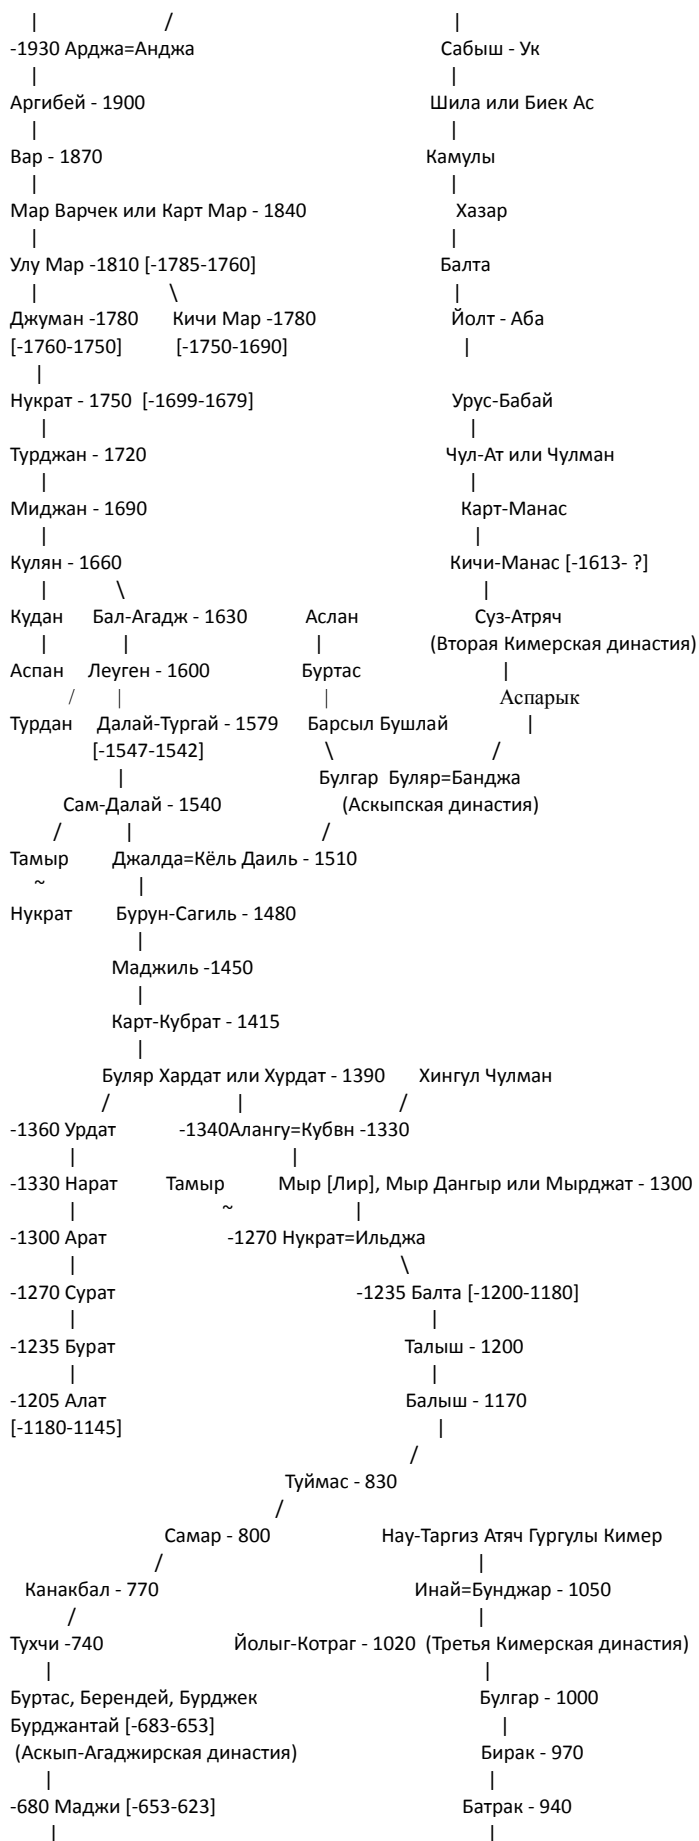 -1930 Арджа=Анджа Сабыш - Ук
Аргибей - 1900 Шила или Биек Ас
Вар - 1870 Камулы
Мар Варчек или Карт Мар - 1840 Хазар
Улу Мар -1810 [-1785-1760] Балта
Джуман -1780 Кичи Мар -1780 Йолт - Аба
[-1760-1750] [-1750-1690]
Нукрат - 1750 [-1699-1679] Урус-Бабай
Турджан - 1720 Чул-Ат или Чулман
Миджан - 1690 Карт-Манас
Кулян - 1660 Кичи-Манас [-1613- ?]
Кудан Бал-Агадж - 1630 Аслан Суз-Атряч
(Вторая Кимерская династия)
Аспан Леуген - 1600 Буртас
Аспарык
Турдан Далай-Тургай - 1579 Барсыл Бушлай
[-1547-1542]
Булгар Буляр=Банджа
Сам-Далай - 1540 (Аскыпская династия)
Тамыр Джалда=Кёль Даиль - 1510
~
Нукрат Бурун-Сагиль - 1480
Маджиль -1450
Карт-Кубрат - 1415
Буляр Хардат или Хурдат - 1390 Хингул Чулман
-1360 Урдат -1340Алангу=Кубвн -1330
-1330 Нарат Тамыр Мыр [Лир], Мыр Дангыр или Мырджат - 1300
~
-1300 Арат -1270 Нукрат=Ильджа
-1270 Сурат -1235 Балта [-1200-1180]
-1235 Бурат Талыш - 1200
-1205 Алат Балыш - 1170
[-1180-1145]
Туймас - 830
Самар - 800 Нау-Таргиз Атяч Гургулы Кимер
Канакбал - 770 Инай=Бунджар - 1050
Тухчи -740 Йолыг-Котраг - 1020 (Третья Кимерская династия)
Буртас, Берендей, Бурджек Булгар - 1000
Бурджантай [-683-653]
(Аскып-Агаджирская династия) Бирак - 970
-680 Маджи [-653-623] Батрак - 940